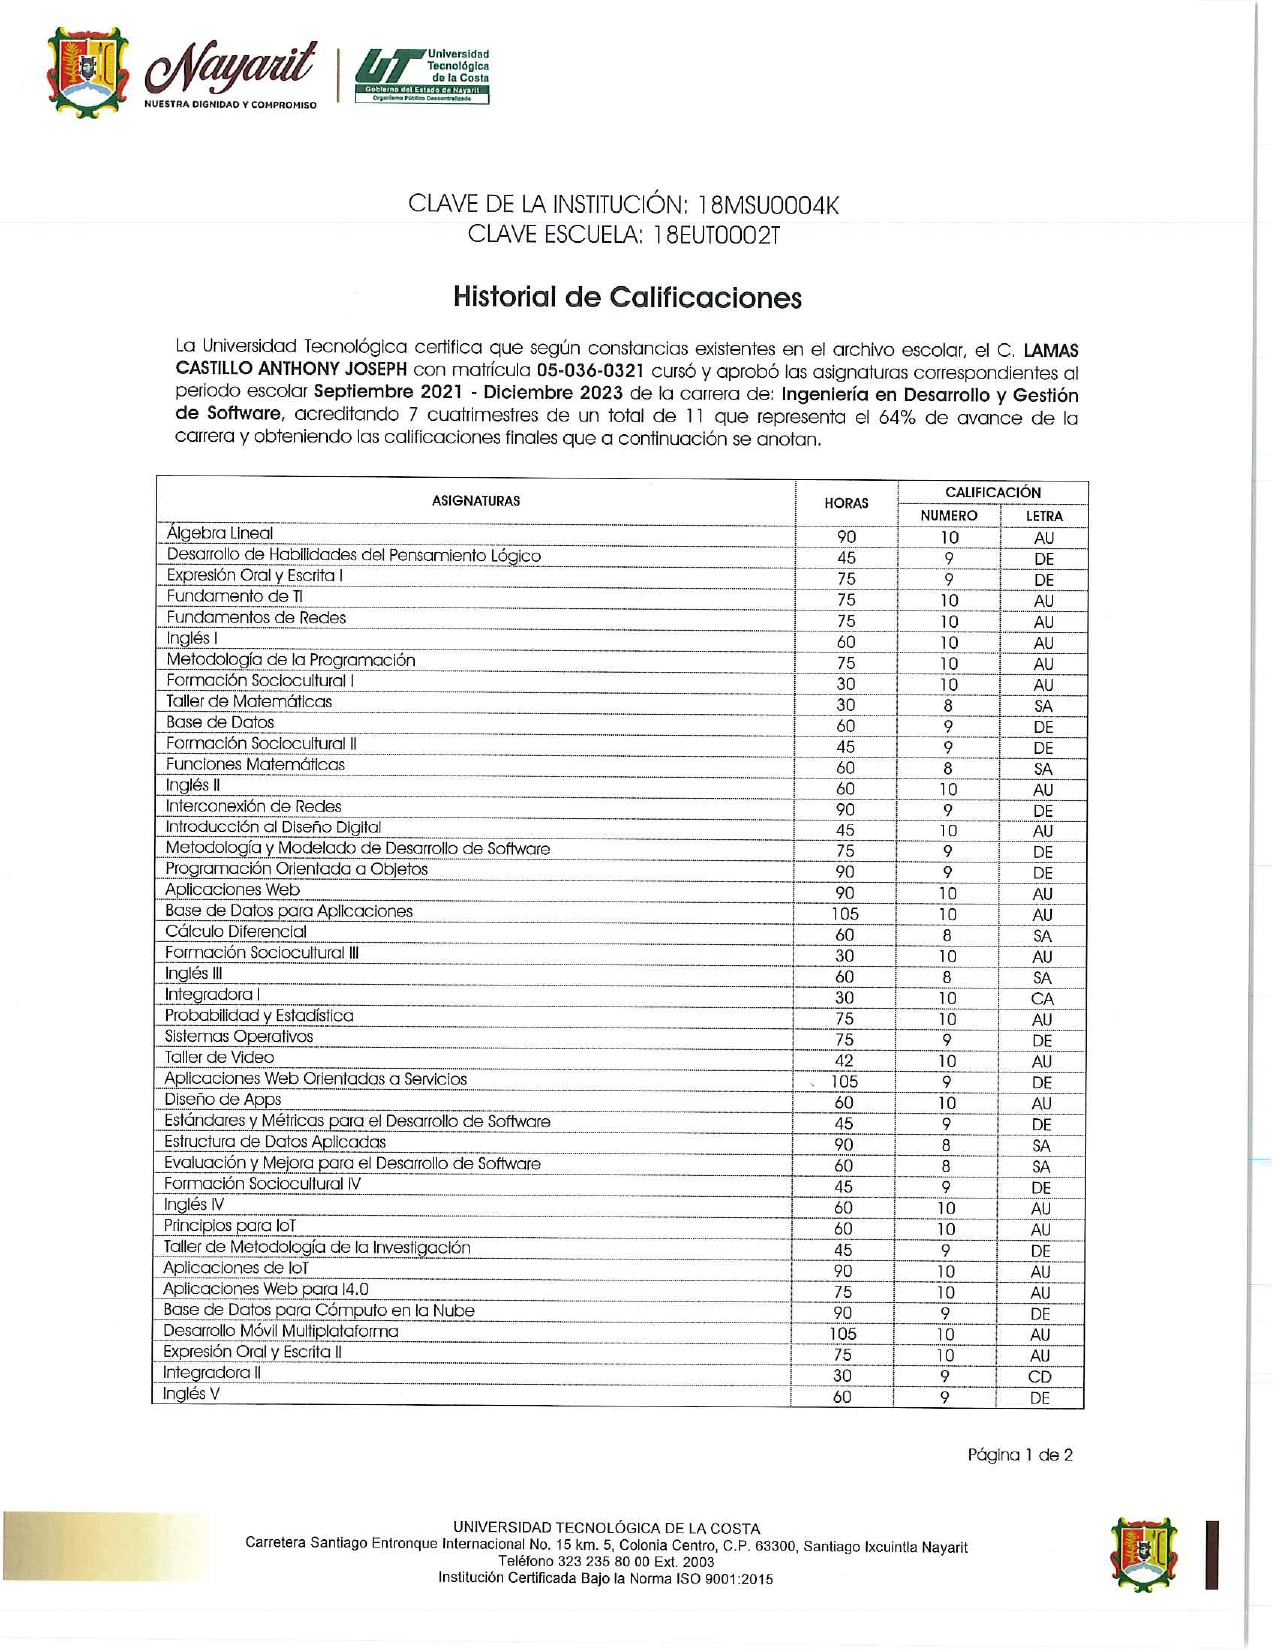 Nayarit
NUESTRA DIGNIDAD Y COMPROMISO
UT
Universidad
Tecnológica
de la Costa
Gobierno del Estado de Nayarit
Organismo Público Descentralizado
CLAVE DE LA INSTITUCIÓN: 18MSU0004K
CLAVE ESCUELA: 18EUT0002T
Historial de Calificaciones
La Universidad Tecnológica certifica que según constancias existentes en el archivo escolar, el C. LAMAS
CASTILLO ANTHONY JOSEPH con matrícula 05-036-0321 cursó y aprobó las asignaturas correspondientes al
periodo escolar Septiembre 2021 - Diciembre 2023 de la carrera de: Ingeniería en Desarrollo y Gestión
de Software, acreditando 7 cuatrimestres de un total de 11 que representa el 64% de avance de la
carrera y obteniendo las calificaciones finales que a continuación se anotan.
ASIGNATURAS HORAS CALIFICACIÓN
NUMERO LETRA
Álgebra Lineal 90 10 AU
Desarrollo de Habilidades del Pensamiento Lógico 45 9 DE
Expresión Oral y Escrita I 75 9 DE
Fundamento de TI 75 10 AU
Fundamentos de Redes 75 10 AU
Inglés I 60 10 AU
Metodología de la Programación 75 10 AU
Formación Sociocultural I 30 10 AU
Taller de Matemáticas 30 8 SA
Base de Datos 60 9 DE
Formación Sociocultural II 45 9 DE
Funciones Matemáticas 60 8 SA
Inglés II 60 10 AU
Interconexión de Redes 90 9 DE
Introducción al Diseño Digital 45 10 AU
Metodología y Modelado de Desarrollo de Software 75 9 DE
Programación Orientada a Objetos 90 9 DE
Aplicaciones Web 90 10 AU
Base de Datos para Aplicaciones 105 10 AU
Cálculo Diferencial 60 8 SA
Formación Sociocultural III 30 10 AU
Inglés III 60 8 SA
Integradora I 30 10 CA
Probabilidad y Estadística 75 10 AU
Sistemas Operativos 75 9 DE
Taller de Video 42 10 AU
Aplicaciones Web Orientadas a Servicios 105 9 DE
Diseño de Apps 60 10 AU
Estándares y Métricas para el Desarrollo de Software 45 9 DE
Estructura de Datos Aplicadas 90 8 SA
Evaluación y Mejora para el Desarrollo de Software 60 8 SA
Formación Sociocultural IV 45 9 DE
Inglés IV 60 10 AU
Principios para IoT 60 10 AU
Taller de Metodología de la Investigación 45 9 DE
Aplicaciones de IoT 90 10 AU
Aplicaciones Web para I4.0 75 10 AU
Base de Datos para Cómputo en la Nube 90 9 DE
Desarrollo Móvil Multiplataforma 105 10 AU
Expresión Oral y Escrita II 75 10 AU
Integradora II 30 9 CD
Inglés V 60 9 DE
Página 1 de 2
UNIVERSIDAD TECNOLÓGICA DE LA COSTA
Carretera Santiago Entronque Internacional No. 15 km. 5, Colonia Centro, C.P. 63300, Santiago Ixcuintla Nayarit
Teléfono 323 235 80 00 Ext. 2003
Institución Certificada Bajo la Norma ISO 9001:2015